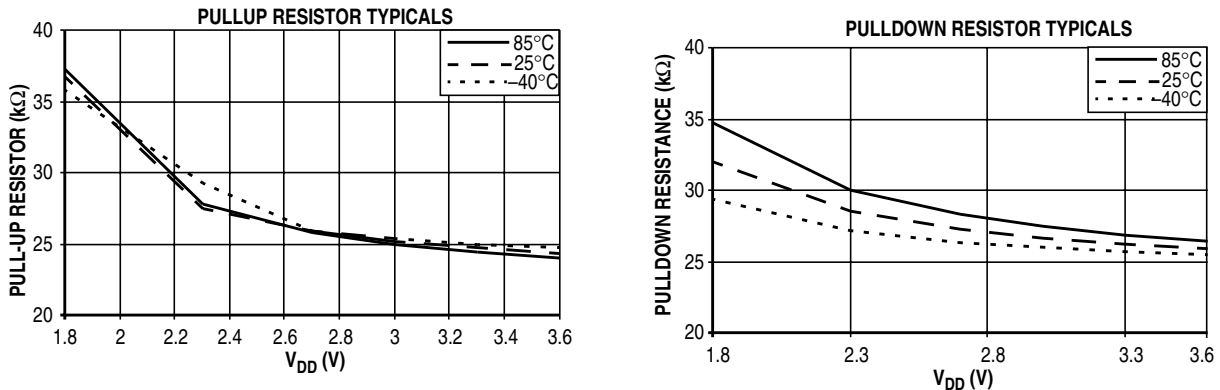 PULLUP RESISTOR TYPICALS
PULL-UP RESISTOR (kΩ)
40
35
30
25
20
85°C
25°C
–40°C
1.8 2 2.2 2.4 2.6 2.8 3 3.2 3.4 3.6
VDD (V)
PULLDOWN RESISTOR TYPICALS
PULLDOWN RESISTANCE (kΩ)
40
35
30
25
20
85°C
25°C
–40°C
1.8 2.3 2.8 3.3 3.6
VDD (V)